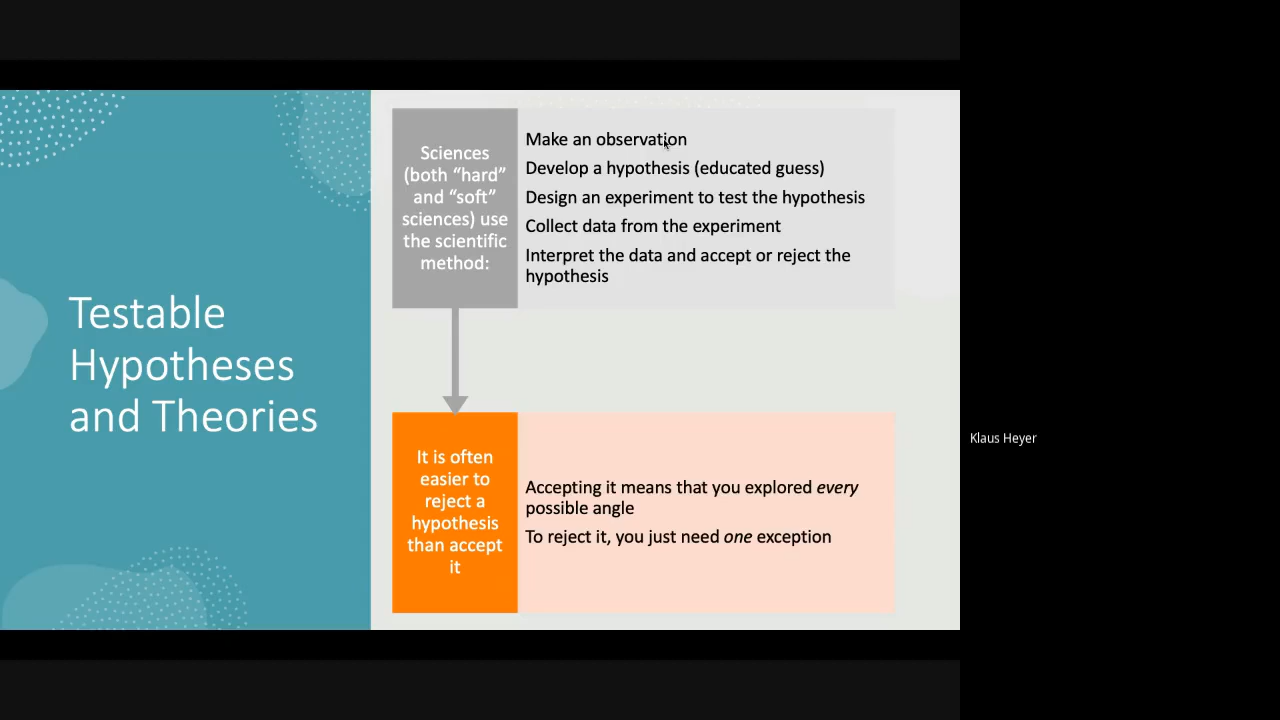 Testable
Hypotheses
and Theories
Sciences
(both “hard”
and “soft”
sciences) use
the scientific
method:
Make an observation
Develop a hypothesis (educated guess)
Design an experiment to test the hypothesis
Collect data from the experiment
Interpret the data and accept or reject the
hypothesis
It is often
easier to
reject a
hypothesis
than accept
it
Accepting it means that you explored every
possible angle
To reject it, you just need one exception
Klaus Heyer